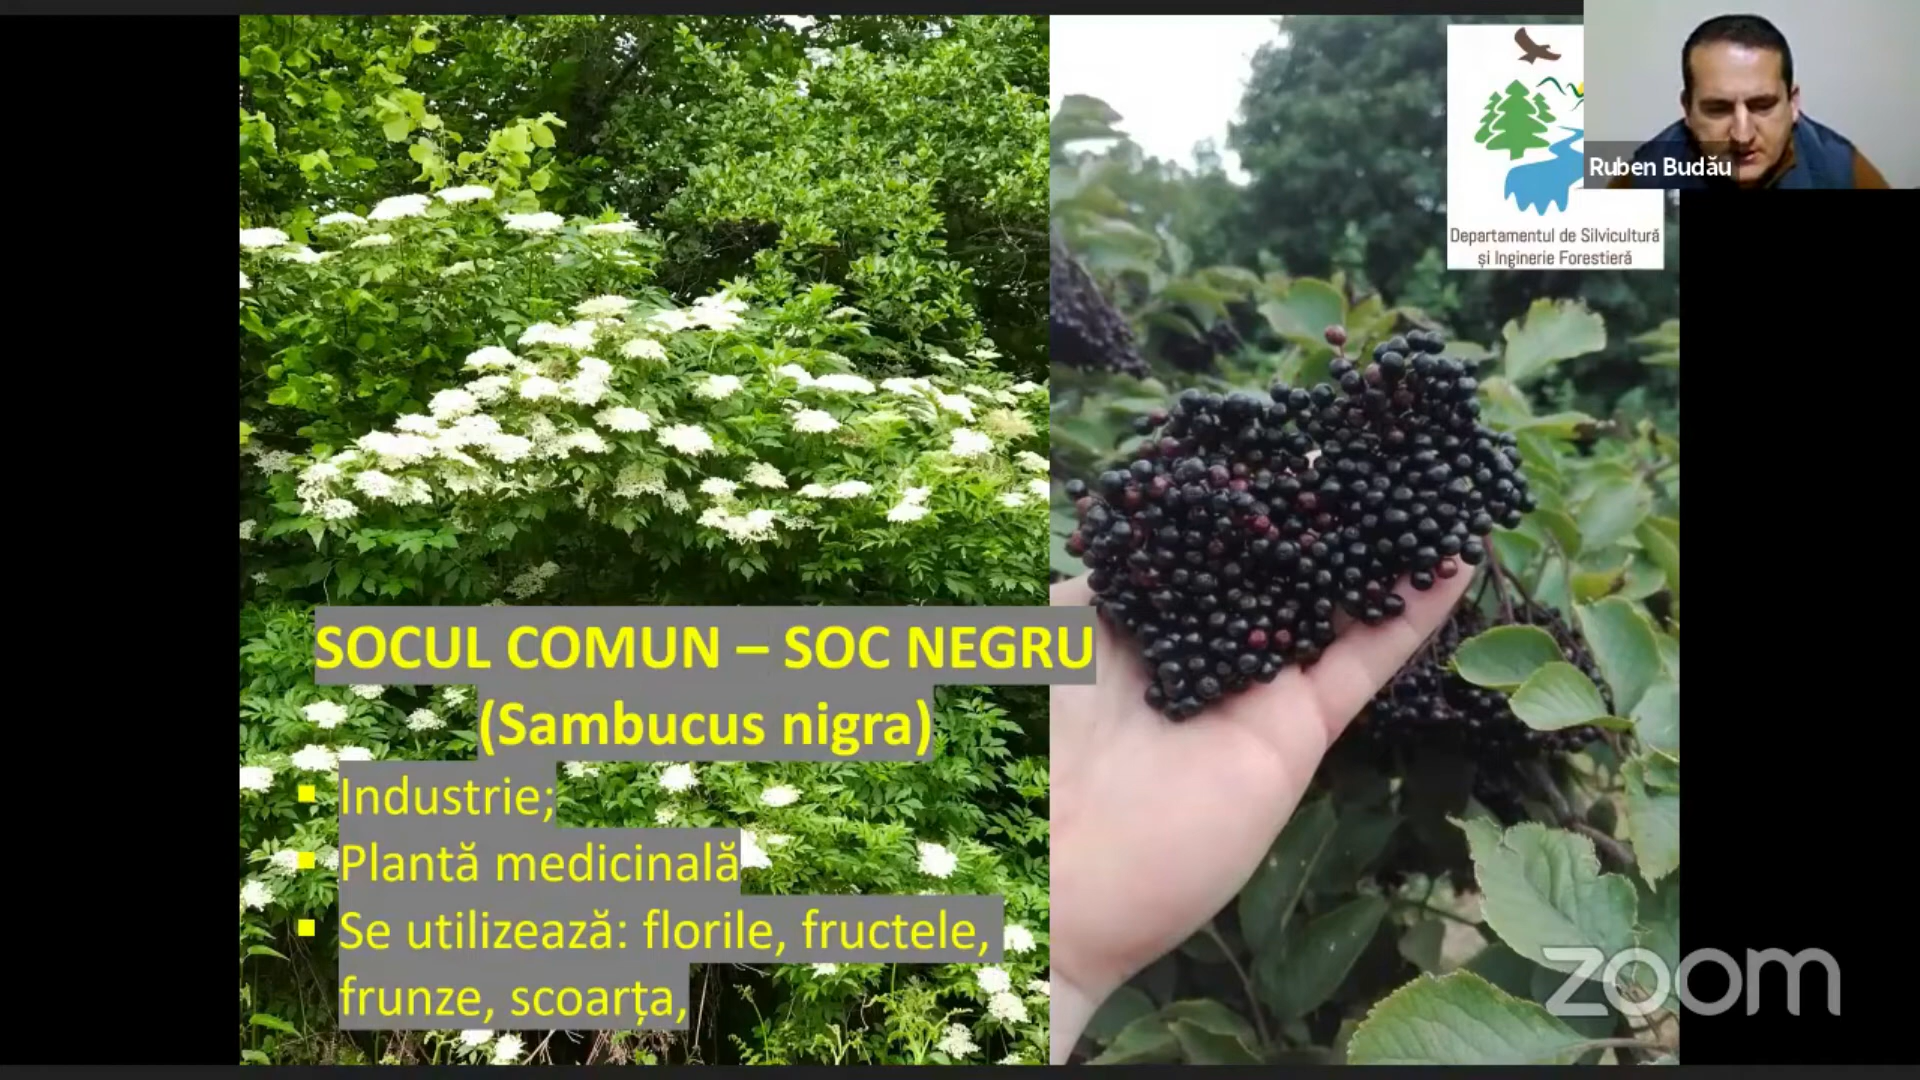 Ruben Budău
Departamentul de Silvicultură
și Inginerie Forestieră
SOCUL COMUN – SOC NEGRU
(Sambucus nigra)
▪ Industrie;
▪ Plantă medicinală
▪ Se utilizează: florile, fructele,
frunze, scoarța,
zoom